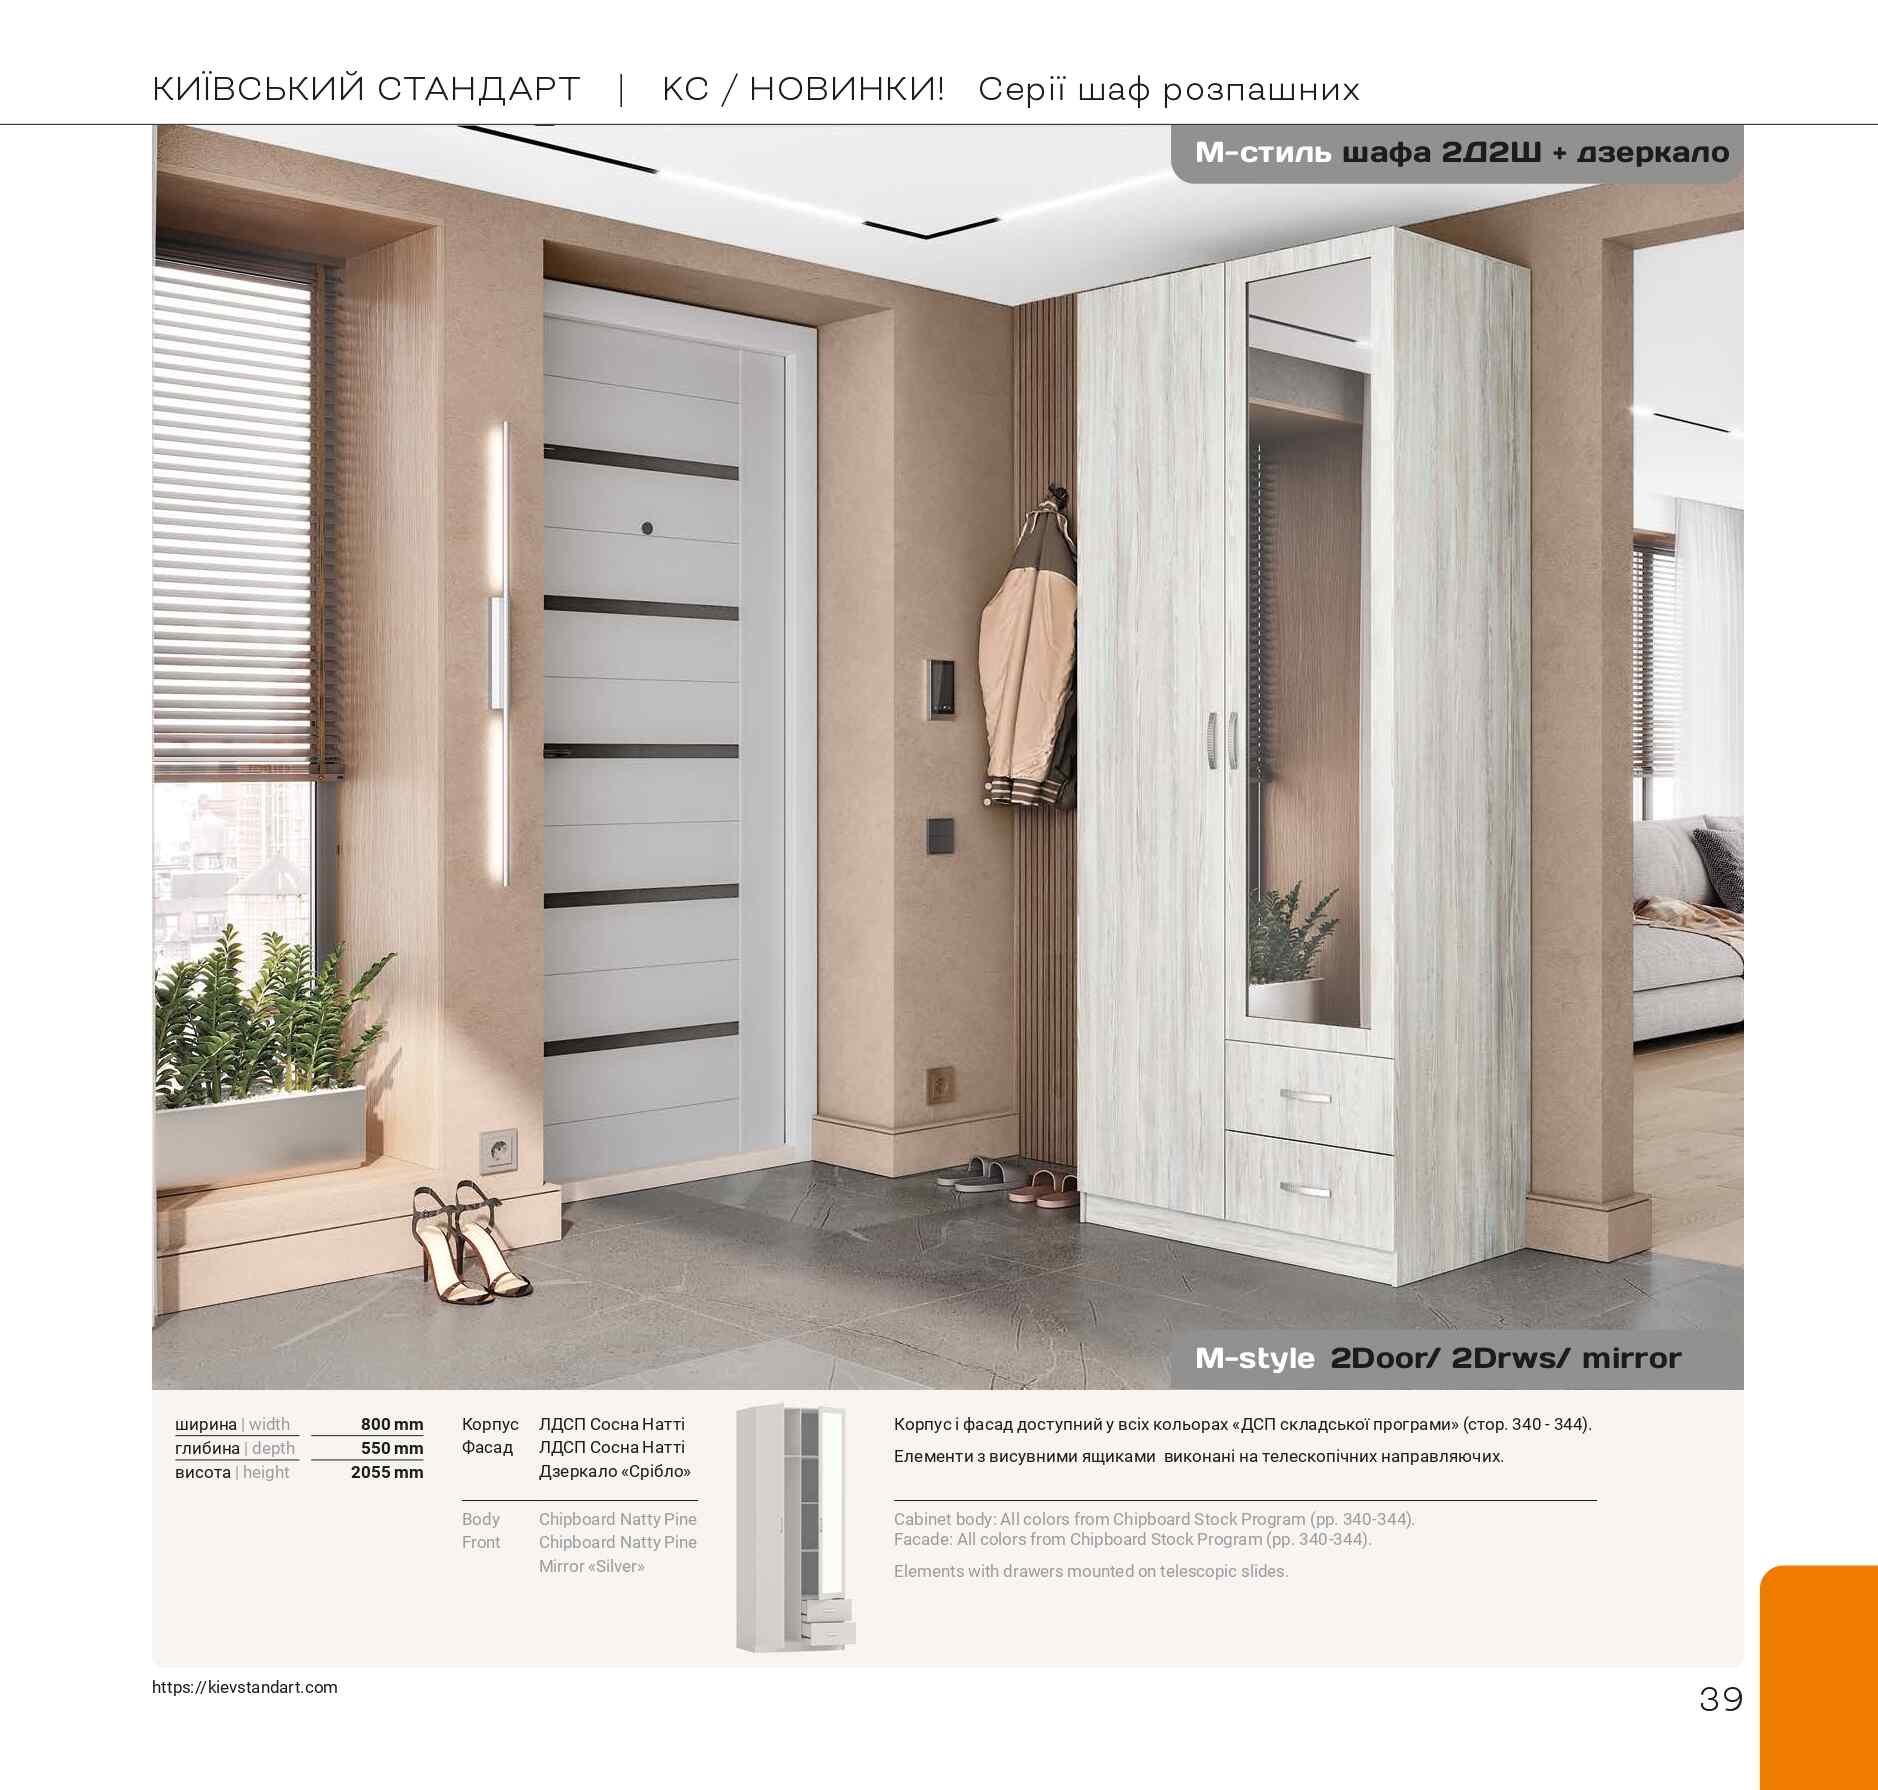 КИЇВСЬКИЙ СТАНДАРТ | КС / НОВИНКИ! Серії шаф розпашних
М-стиль шафа 2Д2Ш + дзеркало
M-style 2Door/ 2Drws/ mirror
ширина | width 800 mm
глибина | depth 550 mm
висота | height 2055 mm
Корпус ЛДСП Сосна Натті
Фасад ЛДСП Сосна Натті
Дзеркало «Срібло»
Body Chipboard Natty Pine
Front Chipboard Natty Pine
Mirror «Silver»
Корпус і фасад доступний у всіх кольорах «ДСП складської програми» (стор. 340 - 344).
Елементи з висувними ящиками виконані на телескопічних направляючих.
Cabinet body: All colors from Chipboard Stock Program (pp. 340-344).
Facade: All colors from Chipboard Stock Program (pp. 340-344).
Elements with drawers mounted on telescopic slides.
https://kievstandart.com
39